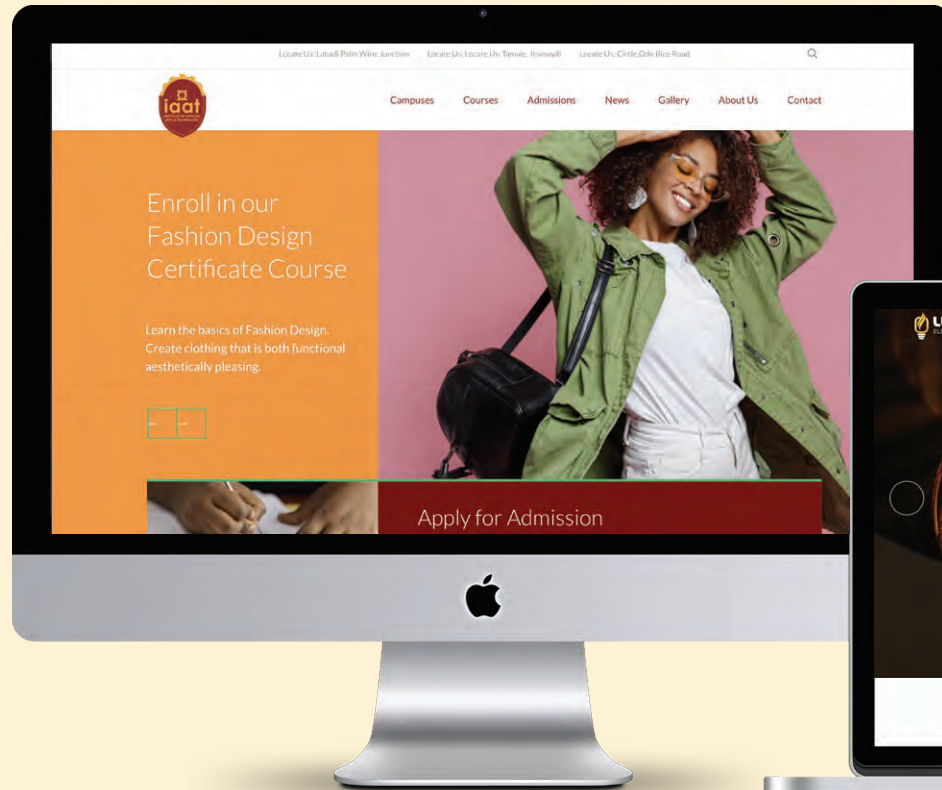 Locate Us: Labadi Palm Wine Junction Locate Us: Locate Us: Tamale, Jisonayili Locate Us: Circle, Odo Rice Road
iaat
Campuses Courses Admissions News Gallery About Us Contact
Enroll in our
Fashion Design
Certificate Course
Learn the basics of Fashion Design.
Create clothing that is both functional
aesthetically pleasing.
Apply for Admission